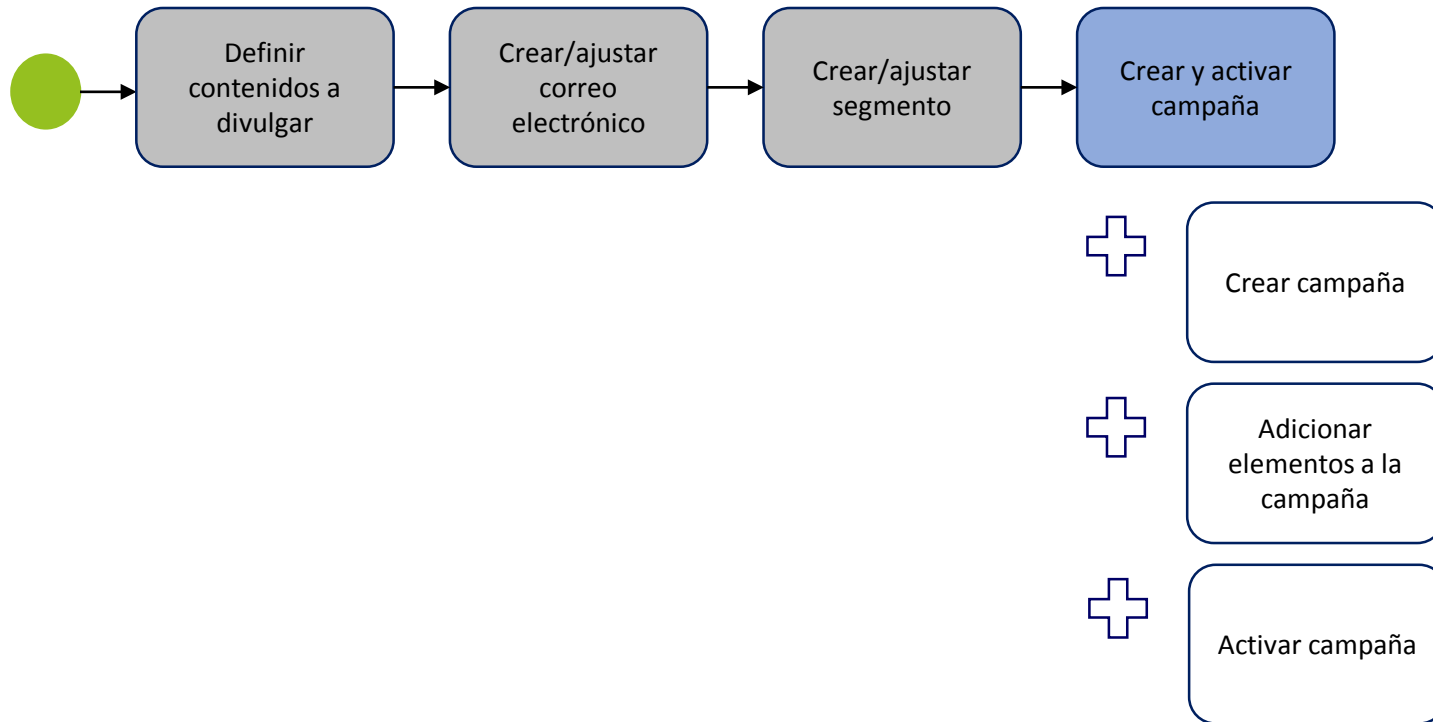 Definir
contenidos a
divulgar
Crear/ajustar
correo
electrónico
Crear/ajustar
segmento
Crear y activar
campaña
Crear campaña
Adicionar
elementos a la
campaña
Activar campaña